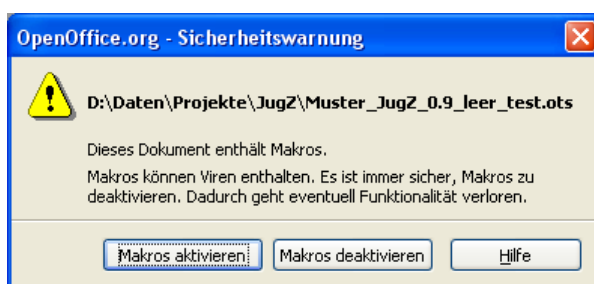 OpenOffice.org - Sicherheitswarnung
D:\Daten\Projekte\JugZ\Muster_JugZ_0.9_leer_test.ots
Dieses Dokument enthält Makros.
Makros können Viren enthalten. Es ist immer sicher, Makros zu
deaktivieren. Dadurch geht eventuell Funktionalität verloren.
Makros aktivieren Makros deaktivieren Hilfe